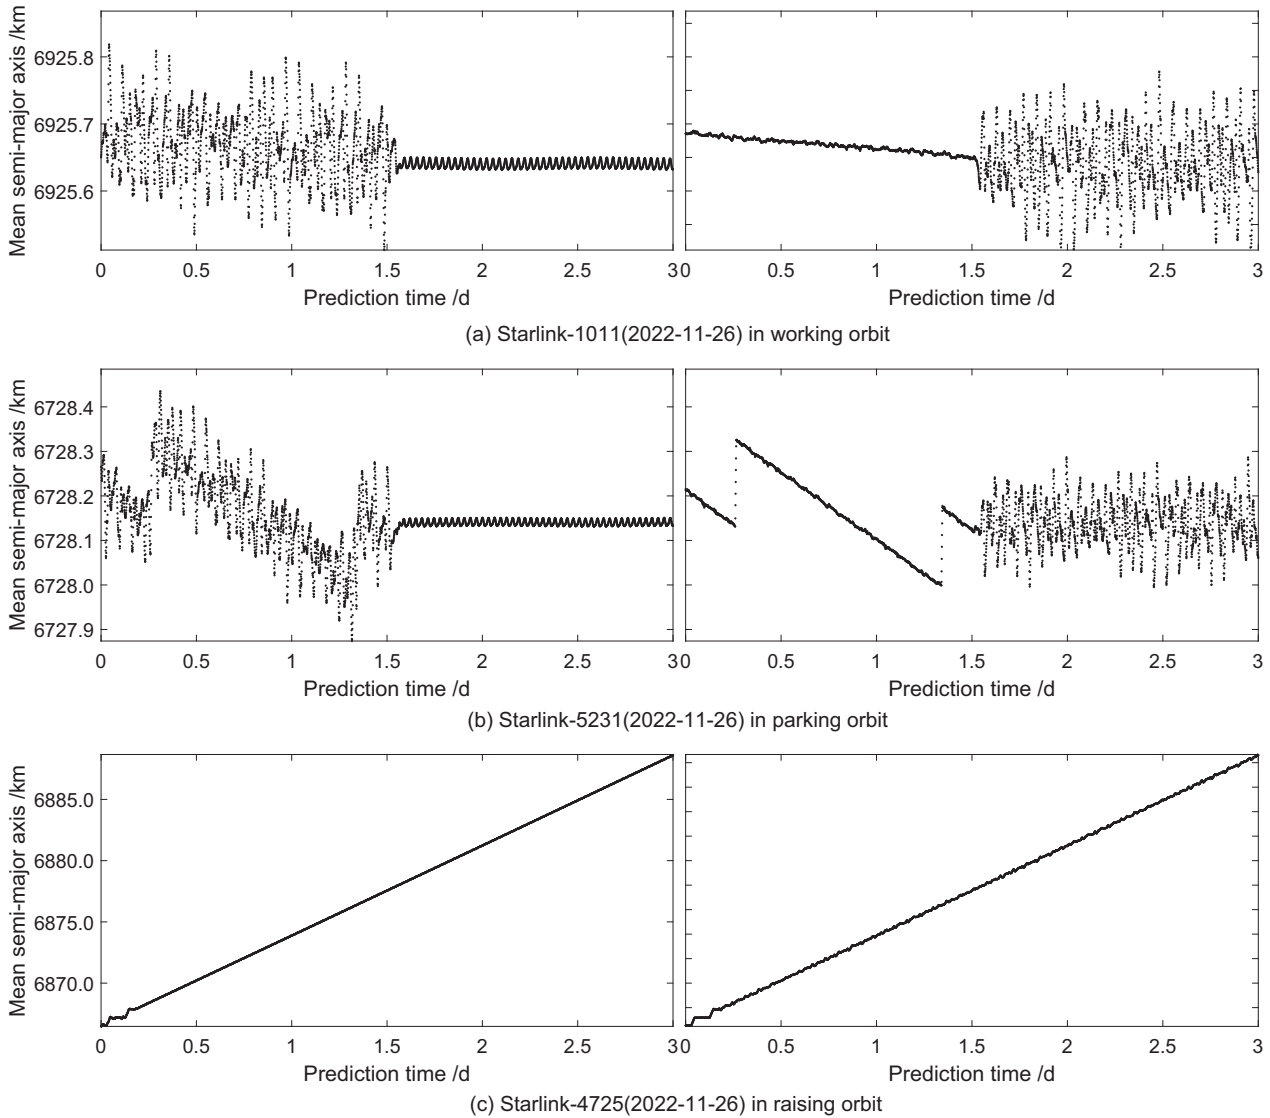 Mean semi-major axis /km
6925.8
6925.7
6925.6
0 0.5 1 1.5 2 2.5 3
0 0.5 1 1.5 2 2.5 3
Prediction time /d
Prediction time /d
(a) Starlink-1011(2022-11-26) in working orbit
Mean semi-major axis /km
6728.4
6728.3
6728.2
6728.1
6728.0
6727.9
0 0.5 1 1.5 2 2.5 3
0 0.5 1 1.5 2 2.5 3
Prediction time /d
Prediction time /d
(b) Starlink-5231(2022-11-26) in parking orbit
Mean semi-major axis /km
6885.0
6880.0
6875.0
6870.0
0 0.5 1 1.5 2 2.5 3
0 0.5 1 1.5 2 2.5 3
Prediction time /d
Prediction time /d
(c) Starlink-4725(2022-11-26) in raising orbit